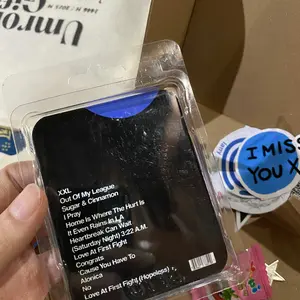 XXL
Out Of My League
Sugar & Cinnamon
I Pray
Home Is Where The Hurt Is
It Even Rains In LA
Heartbreak Can Wait
(Saturday Night) 3:22 A.M.
Love At First Fight
Congrats
'Cause You Have To
Alonica
No
Love At First Fight (Hopeless)
I MISS
YOU X